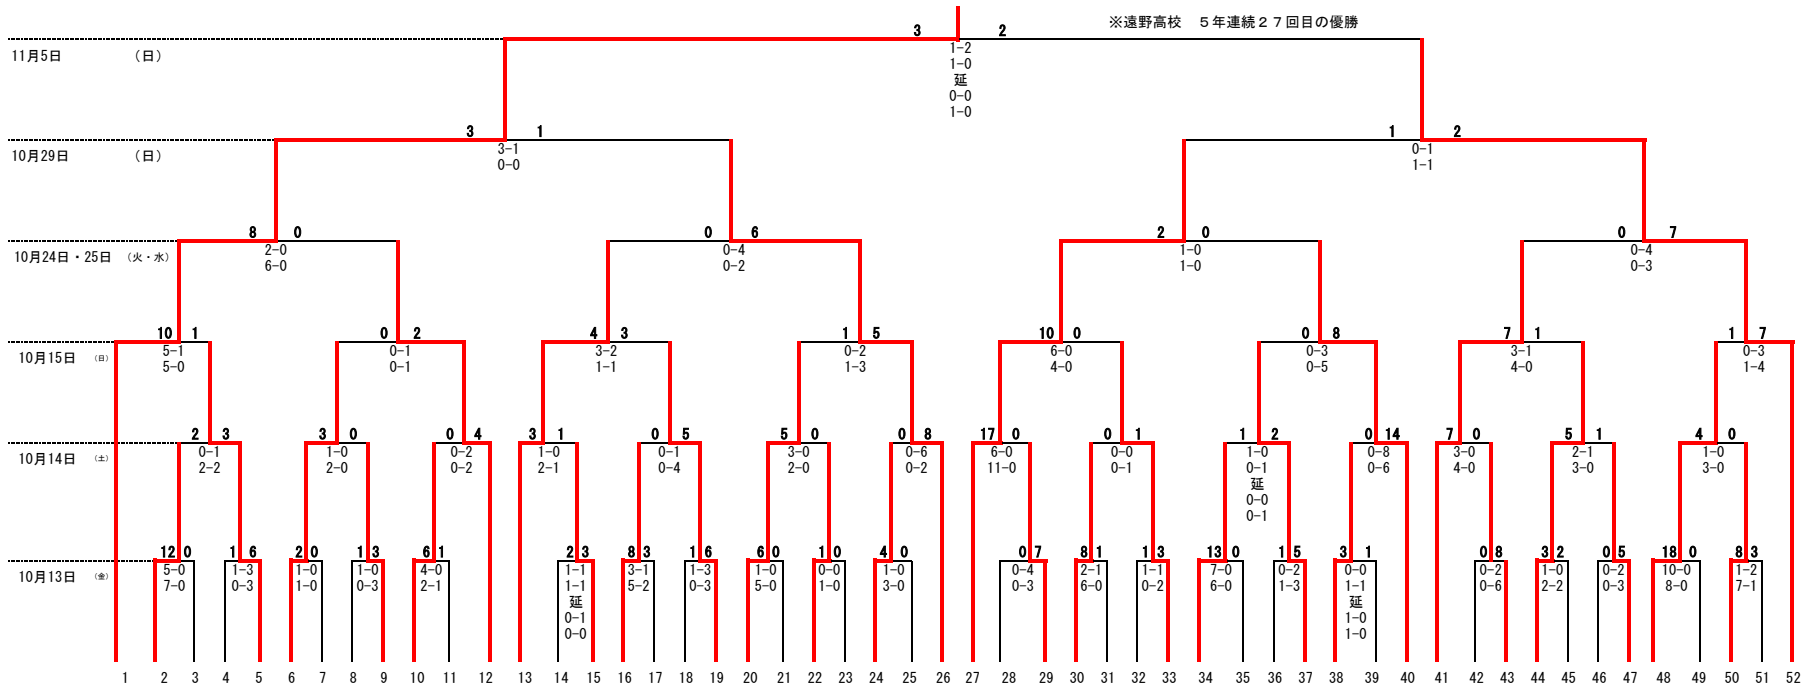 ※遠野高校　５年連続２７回目の優勝
3 2
11月5日 （日） 1-2
1-0
延
0-0
1-0
3 1 1 2
10月29日 （日） 3-1 0-1
0-0 1-1
8 0 0 6 2 0 0 7
10月24日・25日 （火・水） 2-0 0-4 1-0 0-4
6-0 0-2 1-0 0-3
10 1 0 2 4 3 1 5 10 0 0 8 7 1 1 7
10月15日 （日） 5-1 0-1 3-2 0-2 6-0 0-3 3-1 0-3
5-0 0-1 1-1 1-3 4-0 0-5 4-0 1-4
2 3 3 0 0 4 3 1 0 5 5 0 0 8 17 0 0 1 1 2 0 14 7 0 5 1 4 0
10月14日 （土） 0-1 1-0 0-2 1-0 0-1 3-0 0-6 6-0 0-0 1-0 0-8 3-0 2-1 1-0
2-2 2-0 0-2 2-1 0-4 2-0 0-2 11-0 0-1 0-1 0-6 4-0 3-0 3-0
延
0-0
0-1
12 0 1 6 2 0 1 3 6 1 2 3 8 3 1 6 6 0 1 0 4 0 0 7 8 1 1 3 13 0 1 5 3 1 0 8 3 2 0 5 18 0 8 3
10月13日 （金） 5-0 1-3 1-0 1-0 4-0 1-1 3-1 1-3 1-0 0-0 1-0 0-4 2-1 1-1 7-0 0-2 0-0 0-2 1-0 0-2 10-0 1-2
7-0 0-3 1-0 0-3 2-1 1-1 5-2 0-3 5-0 1-0 3-0 0-3 6-0 0-2 6-0 1-3 1-1 0-6 2-2 0-3 8-0 7-1
延 延
0-1 1-0
0-0 1-0
1 2 3 4 5 6 7 8 9 10 11 12 13 14 15 16 17 18 19 20 21 22 23 24 25 26 27 28 29 30 31 32 33 34 35 36 37 38 39 40 41 42 43 44 45 46 47 48 49 50 51 52